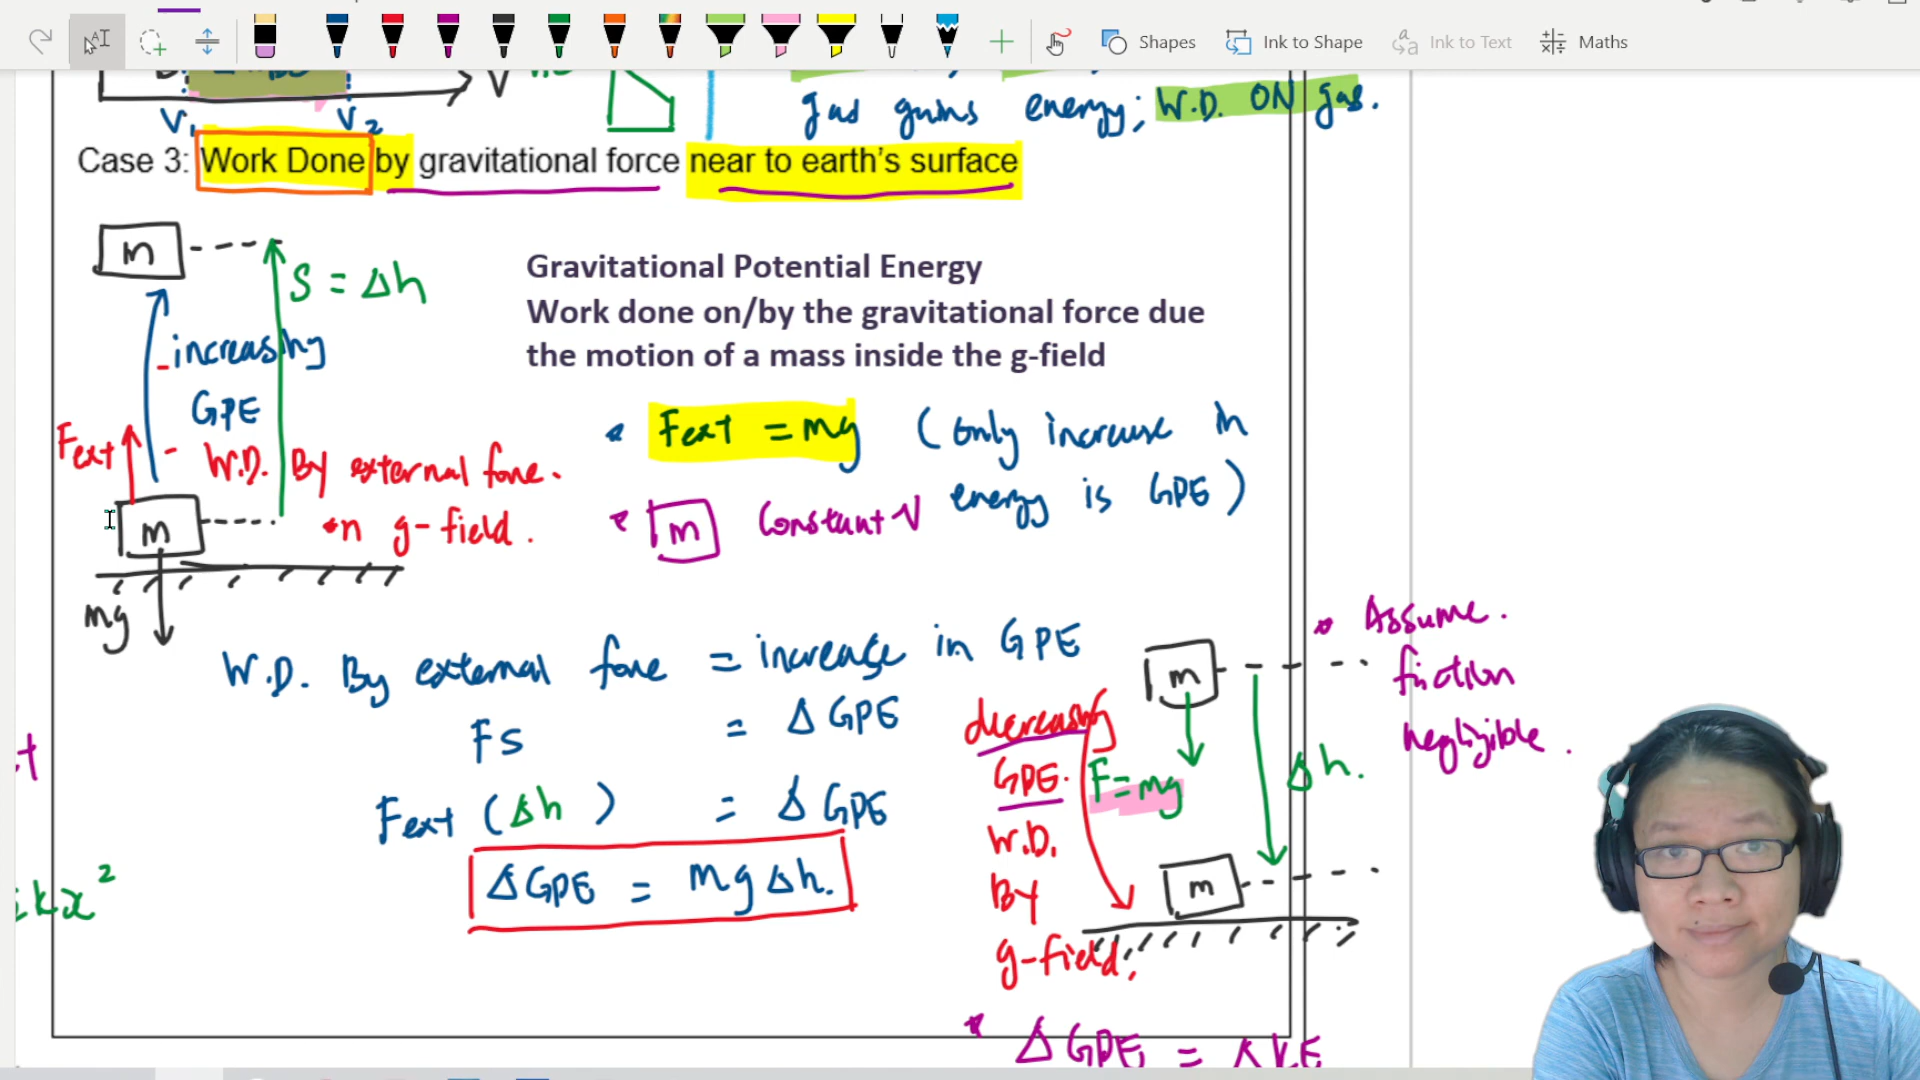 Shapes
Ink to Shape
Ink to Text
Maths
V
V₁
V₂
gas gains energy; W.D. ON gas.
Case 3: Work Done by gravitational force near to earth's surface
m
S = Δh
Gravitational Potential Energy
Work done on/by the gravitational force due
the motion of a mass inside the g-field
- increasing
GPE
Fext
- W.D. By external force.
m
g-field.
mg
Fext = mg (only increase in
energy is GPE)
m constant V
W.D. By external force = increase in GPE
FS = Δ GPE
Fext (Δh) = Δ GPE
ΔGPE = mgΔh.
Assume.
friction
negligible.
m
decreasing
GPE.
F=mg
Δh.
W.D.
By
g-field.
m
kx²
Δ GPE = Δ K.E